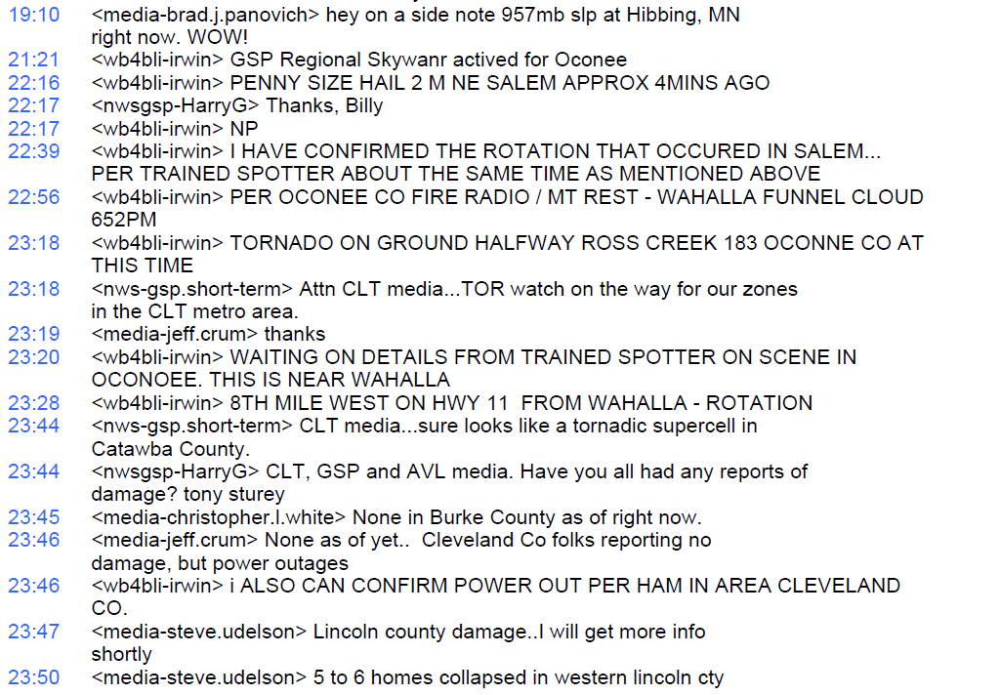 19:10 <media-brad.j.panovich> hey on a side note 957mb slp at Hibbing, MN
right now. WOW!
21:21 <wb4bli-irwin> GSP Regional Skywanr actived for Oconee
22:16 <wb4bli-irwin> PENNY SIZE HAIL 2 M NE SALEM APPROX 4MINS AGO
22:17 <nwsgsp-HarryG> Thanks, Billy
22:17 <wb4bli-irwin> NP
22:39 <wb4bli-irwin> I HAVE CONFIRMED THE ROTATION THAT OCCURED IN SALEM...
PER TRAINED SPOTTER ABOUT THE SAME TIME AS MENTIONED ABOVE
22:56 <wb4bli-irwin> PER OCONEE CO FIRE RADIO / MT REST - WAHALLA FUNNEL CLOUD
652PM
23:18 <wb4bli-irwin> TORNADO ON GROUND HALFWAY ROSS CREEK 183 OCONNE CO AT
THIS TIME
23:18 <nws-gsp.short-term> Attn CLT media...TOR watch on the way for our zones
in the CLT metro area.
23:19 <media-jeff.crum> thanks
23:20 <wb4bli-irwin> WAITING ON DETAILS FROM TRAINED SPOTTER ON SCENE IN
OCONOEE. THIS IS NEAR WAHALLA
23:28 <wb4bli-irwin> 8TH MILE WEST ON HWY 11  FROM WAHALLA - ROTATION
23:44 <nws-gsp.short-term> CLT media...sure looks like a tornadic supercell in
Catawba County.
23:44 <nwsgsp-HarryG> CLT, GSP and AVL media. Have you all had any reports of
damage? tony sturey
23:45 <media-christopher.l.white> None in Burke County as of right now.
23:46 <media-jeff.crum> None as of yet..  Cleveland Co folks reporting no
damage, but power outages
23:46 <wb4bli-irwin> i ALSO CAN CONFIRM POWER OUT PER HAM IN AREA CLEVELAND
CO.
23:47 <media-steve.udelson> Lincoln county damage..I will get more info
shortly
23:50 <media-steve.udelson> 5 to 6 homes collapsed in western lincoln cty